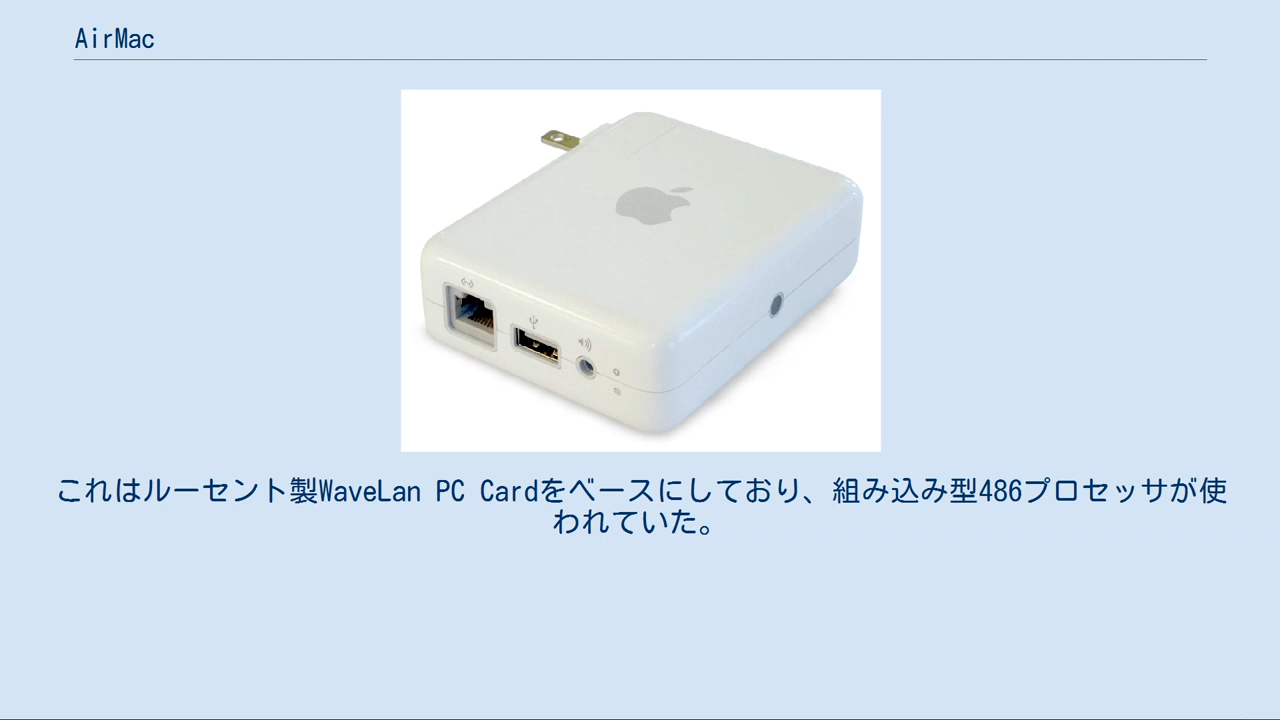 AirMac
これはルーセント製WaveLan PC Cardをベースにしており、組み込み型486プロセッサが使
われていた。